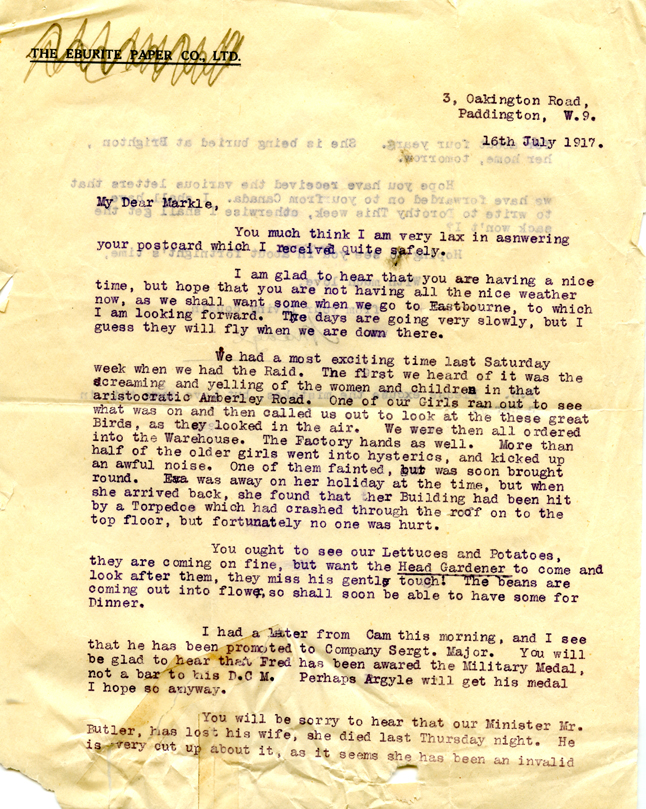 THE EBURITE PAPER CO., LTD.
3, Oakington Road,
Paddington, W.9.
16th July 1917.
My Dear Markle,
You much think I am very lax in asnwering
your postcard which I received quite safely.
I am glad to hear that you are having a nice
time, but hope that you are not having all the nice weather
now, as we shall want some when we go to Eastbourne, to which
I am looking forward. The days are going very slowly, but I
guess they will fly when we are down there.
We had a most exciting time last Saturday
week when we had the Raid. The first we heard of it was the
screaming and yelling of the women and children in that
aristocratic Amberley Road. One of our Girls ran out to see
what was on and then called us out to look at the these great
Birds, as they looked in the air. We were then all ordered
into the Warehouse. The Factory hands as well. More than
half of the older girls went into hysterics, and kicked up
an awful noise. One of them fainted, but was soon brought
round. was away on her holiday at the time, but when
she arrived back, she found that her Building had been hit
by a Torpedoe which had crashed through the roof on to the
top floor, but fortunately no one was hurt.
You ought to see our Lettuces and Potatoes,
they are coming on fine, but want the Head Gardener to come and
look after them, they miss his gentle touch! The beans are
coming out into flower, so shall soon be able to have some for
Dinner.
I had a later from Cam this morning, and I see
that he has been promoted to Company Sergt. Major. You will
be glad to hear that Fred has been awared the Military Medal,
not a bar to his D.C M. Perhaps Argyle will get his medal
I hope so anyway.
You will be sorry to hear that our Minister Mr.
Butler, has lost his wife, she died last Thursday night. He
is very cut up about it, as it seems she has been an invalid